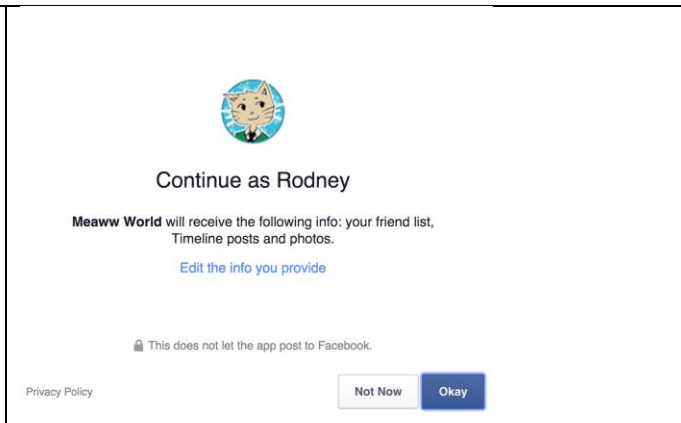 Continue as Rodney
Meaww World will receive the following info: your friend list,
Timeline posts and photos.
Edit the info you provide
This does not let the app post to Facebook.
Privacy Policy
Not Now
Okay